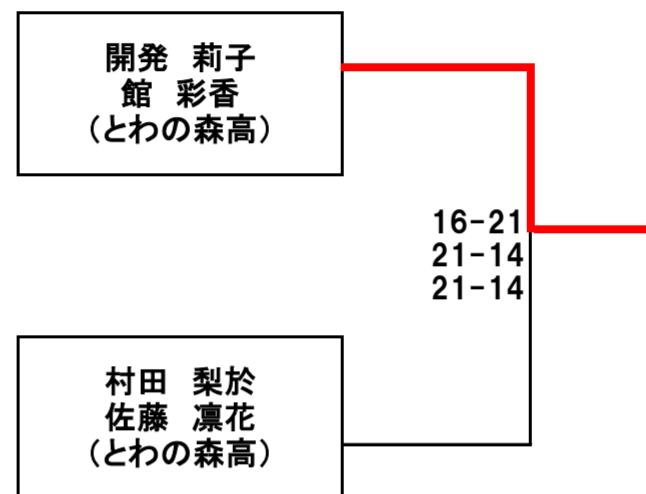 開発　莉子
館　彩香
（とわの森高）
16-21
21-14
21-14
村田　梨於
佐藤　凛花
（とわの森高）